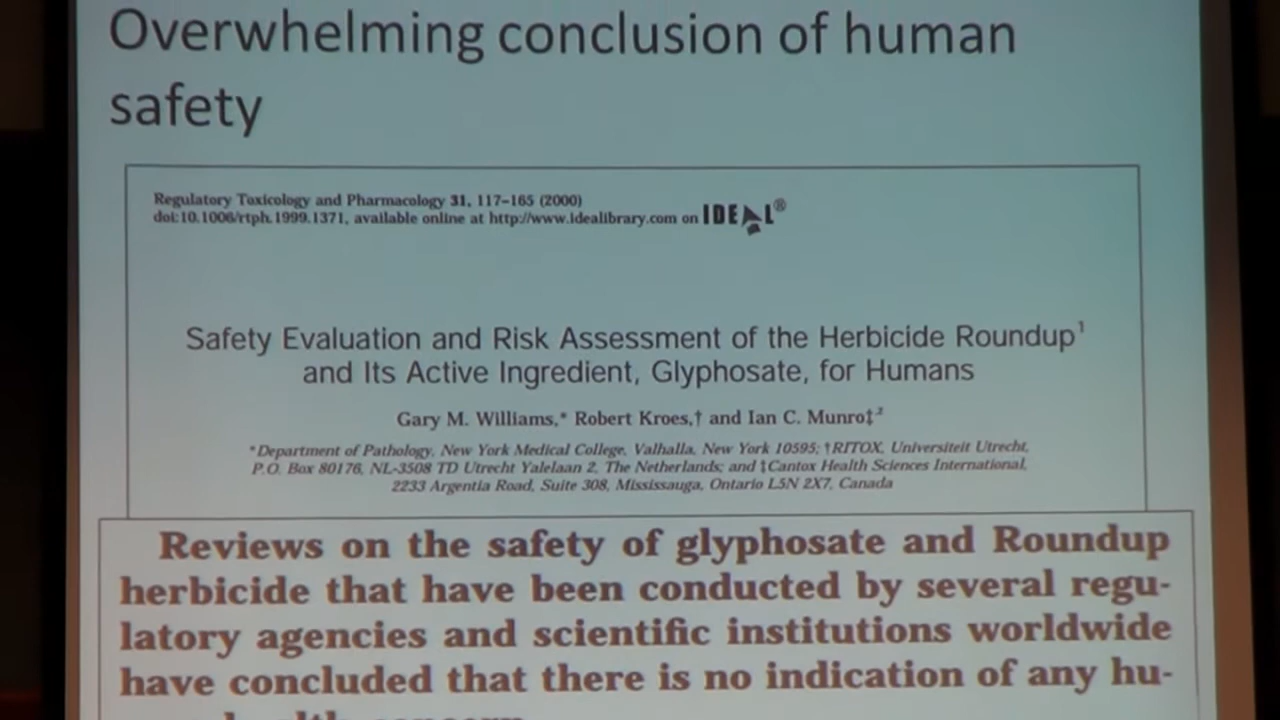 Overwhelming conclusion of human
safety
Regulatory Toxicology and Pharmacology 31, 117–165 (2000)
doi:10.1006/rtph.1999.1371, available online at http://www.idealibrary.com on IDEAL®
Safety Evaluation and Risk Assessment of the Herbicide Roundup¹
and Its Active Ingredient, Glyphosate, for Humans
Gary M. Williams,* Robert Kroes,† and Ian C. Munro‡²
*Department of Pathology, New York Medical College, Valhalla, New York 10595; †RITOX, Universiteit Utrecht,
P.O. Box 80176, NL-3508 TD Utrecht Yalelaan 2, The Netherlands; and ‡Cantox Health Sciences International,
2233 Argentia Road, Suite 308, Mississauga, Ontario L5N 2X7, Canada
Reviews on the safety of glyphosate and Roundup
herbicide that have been conducted by several regu-
latory agencies and scientific institutions worldwide
have concluded that there is no indication of any hu-